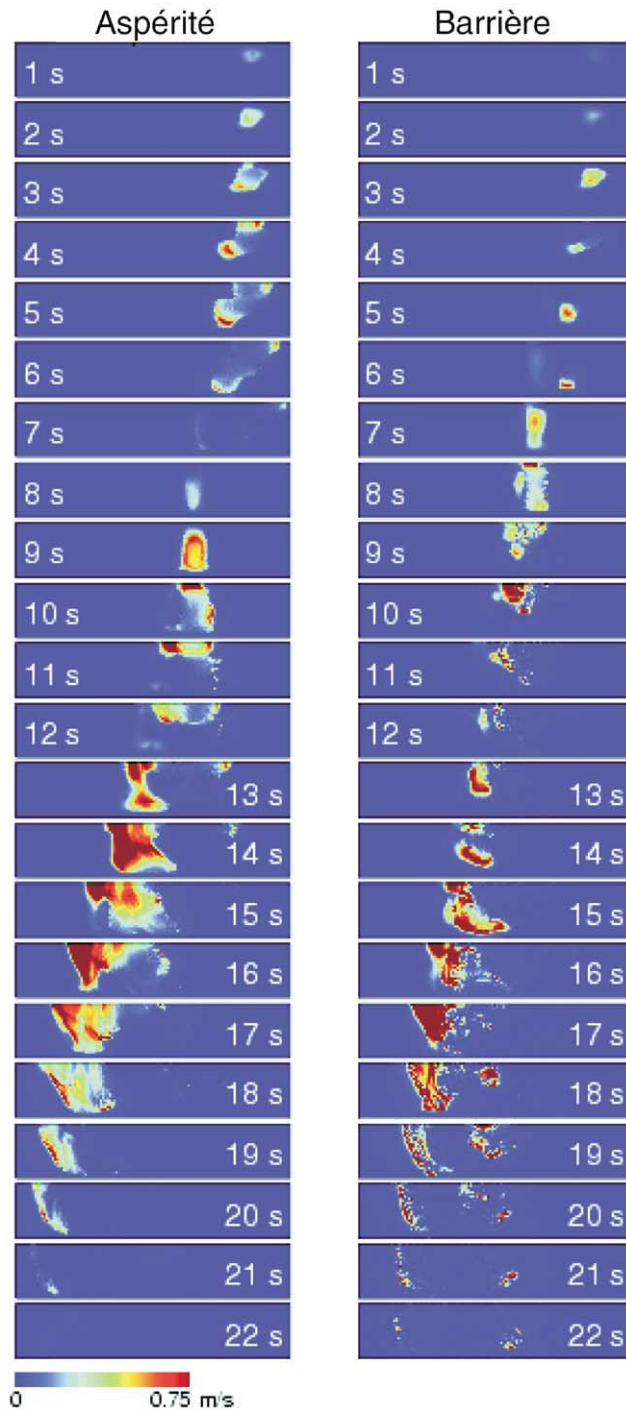 Aspérité Barrière
1 s 1 s
2 s 2 s
3 s 3 s
4 s 4 s
5 s 5 s
6 s 6 s
7 s 7 s
8 s 8 s
9 s 9 s
10 s 10 s
11 s 11 s
12 s 12 s
13 s 13 s
14 s 14 s
15 s 15 s
16 s 16 s
17 s 17 s
18 s 18 s
19 s 19 s
20 s 20 s
21 s 21 s
22 s 22 s
0 0.75 m/s